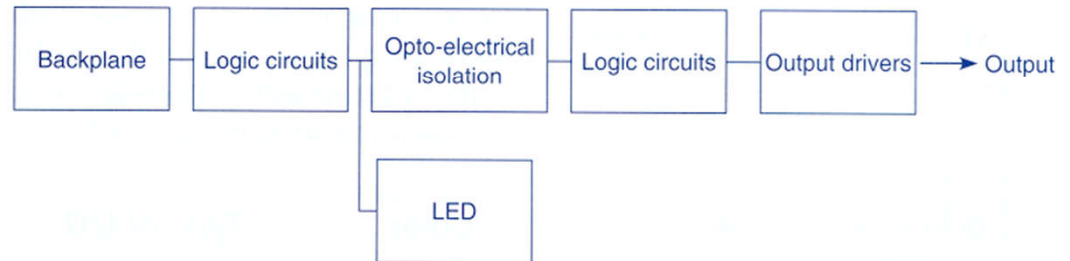 Backplane
Logic circuits
Opto-electrical
isolation
Logic circuits
Output drivers
Output
LED